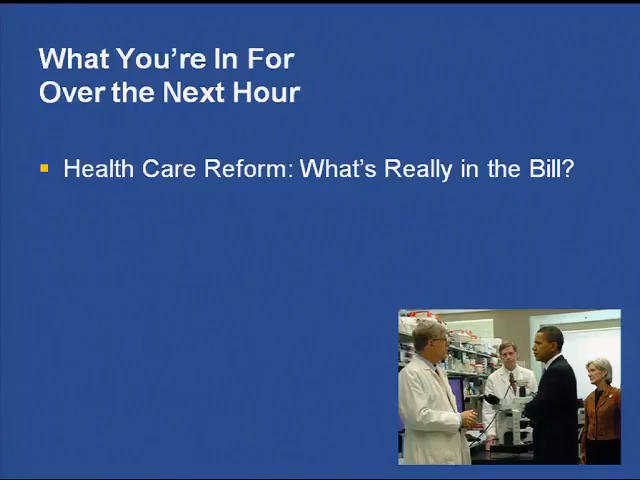 What You're In For
Over the Next Hour
Health Care Reform: What's Really in the Bill?